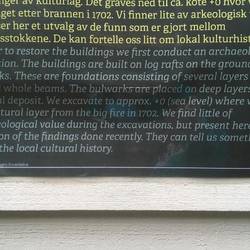 av kulturlag. Det graves ned til ca. kote +0 hvor v
get etter brannen i 1702. Vi finner lite av arkeologisk
er her et utvalg av de funn som er gjort mellom
stokkene. De kan fortelle oss litt om lokal kulturhist
r to restore the buildings we first conduct an archaeolo
tion. The buildings are built on log rafts on the ground
ks. These are foundations consisting of several layers
d whole beams. The bulwarks are placed on deep layers
l deposit. We excavate to approx. +0 (sea level) where w
tural layer from the big fire in 1702. We find little of
ological value during the excavations, but present here
on of the findings done recently. They can tell us somet
the local cultural history.